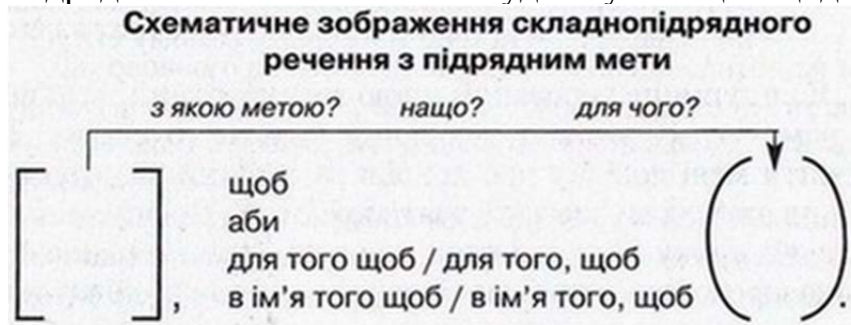 Схематичне зображення складнопідрядного
речення з підрядним мети
з якою метою? нащо? для чого?
щоб
аби
для того щоб / для того, щоб
, в ім’я того щоб / в ім’я того, щоб